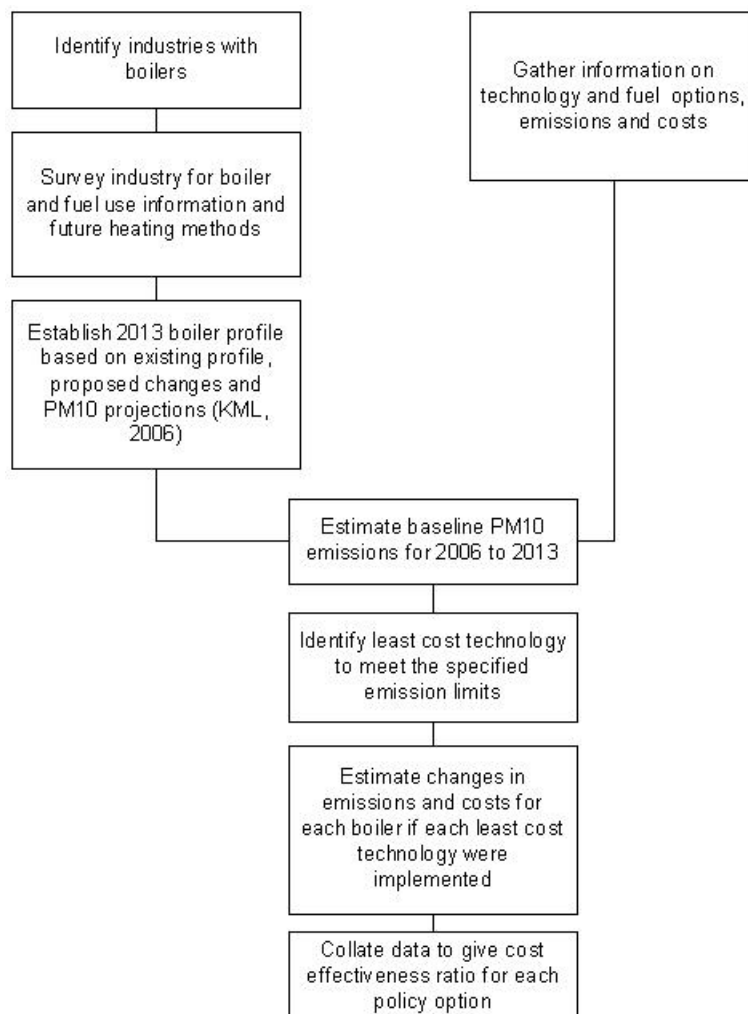 Identify industries with
boilers
Gather information on
technology and fuel options,
emissions and costs
Survey industry for boiler
and fuel use information and
future heating methods
Establish 2013 boiler profile
based on existing profile,
proposed changes and
PM10 projections (KML,
2006)
Estimate baseline PM10
emissions for 2006 to 2013
Identify least cost technology
to meet the specified
emission limits
Estimate changes in
emissions and costs for
each boiler if each least cost
technology were
implemented
Collate data to give cost
effectiveness ratio for each
policy option